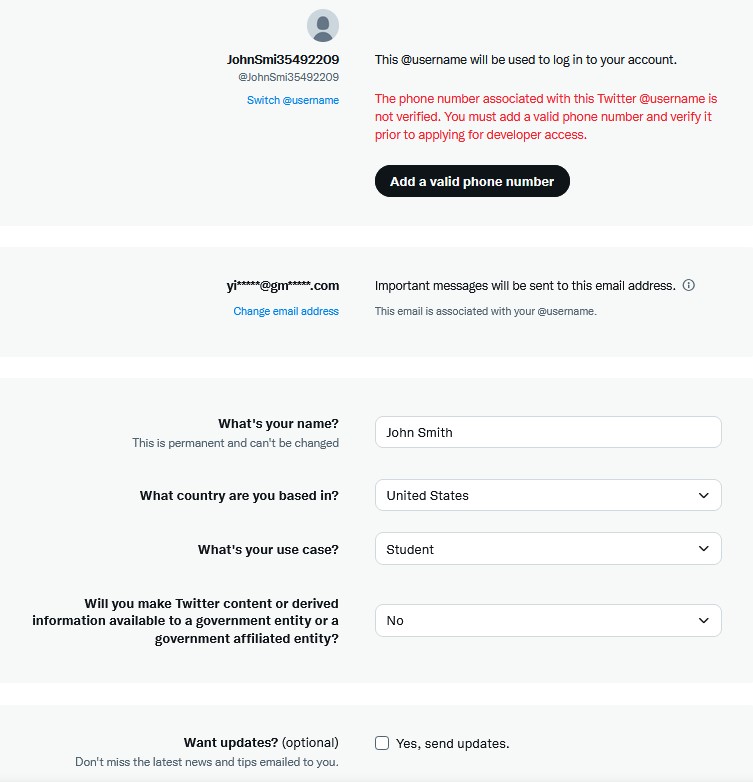 JohnSmi35492209
@JohnSmi35492209
Switch @username
This @username will be used to log in to your account.
The phone number associated with this Twitter @username is
not verified. You must add a valid phone number and verify it
prior to applying for developer access.
Add a valid phone number
yi*****@gm*****.com
Change email address
Important messages will be sent to this email address.
This email is associated with your @username.
What's your name?
This is permanent and can't be changed
John Smith
What country are you based in?
United States
What's your use case?
Student
Will you make Twitter content or derived
information available to a government entity or a
government affiliated entity?
No
Want updates? (optional)
Don't miss the latest news and tips emailed to you.
Yes, send updates.